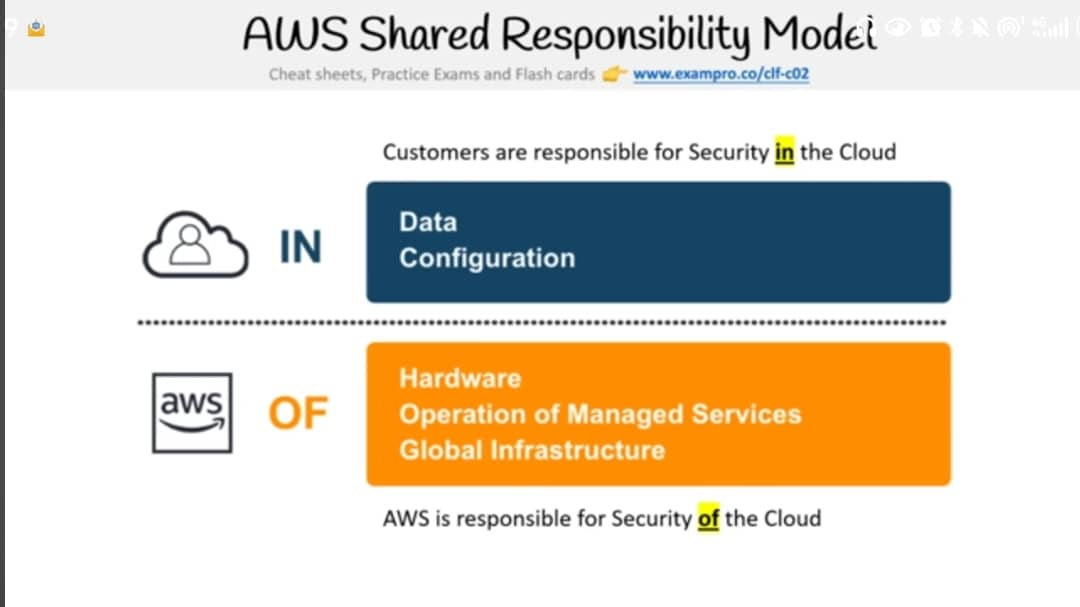 AWS Shared Responsibility Model
Cheat sheets, Practice Exams and Flash cards 👉 www.exampro.co/clf-c02
Customers are responsible for Security in the Cloud
IN
Data
Configuration
aws
OF
Hardware
Operation of Managed Services
Global Infrastructure
AWS is responsible for Security of the Cloud